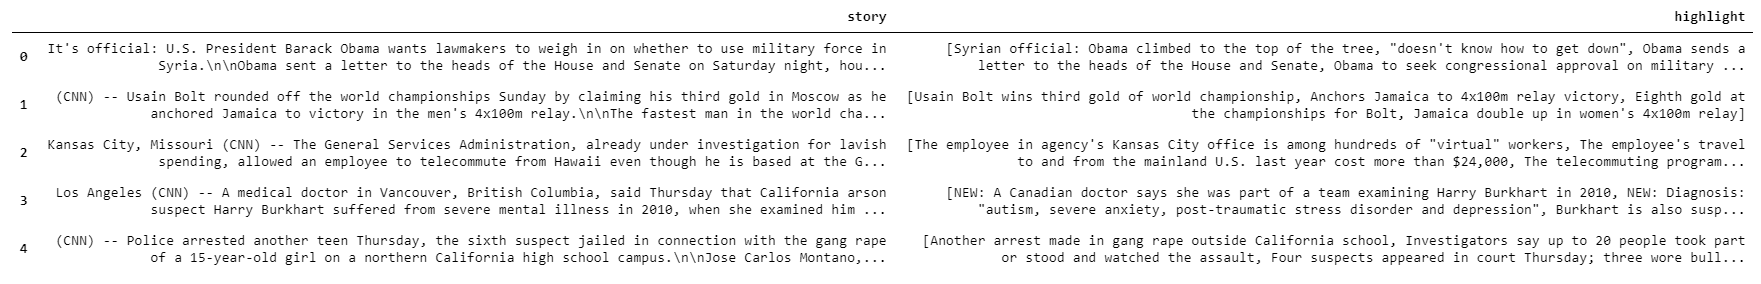 story highlight
0 It's official: U.S. President Barack Obama wants lawmakers to weigh in on whether to use military force in [Syrian official: Obama climbed to the top of the tree, "doesn't know how to get down", Obama sends a
Syria.\n\nObama sent a letter to the heads of the House and Senate on Saturday night, hou... letter to the heads of the House and Senate, Obama to seek congressional approval on military ...
1 (CNN) -- Usain Bolt rounded off the world championships Sunday by claiming his third gold in Moscow as he [Usain Bolt wins third gold of world championship, Anchors Jamaica to 4x100m relay victory, Eighth gold at
anchored Jamaica to victory in the men's 4x100m relay.\n\nThe fastest man in the world cha... the championships for Bolt, Jamaica double up in women's 4x100m relay]
2 Kansas City, Missouri (CNN) -- The General Services Administration, already under investigation for lavish [The employee in agency's Kansas City office is among hundreds of "virtual" workers, The employee's travel
spending, allowed an employee to telecommute from Hawaii even though he is based at the G... to and from the mainland U.S. last year cost more than $24,000, The telecommuting program...
3 Los Angeles (CNN) -- A medical doctor in Vancouver, British Columbia, said Thursday that California arson [NEW: A Canadian doctor says she was part of a team examining Harry Burkhart in 2010, NEW: Diagnosis:
suspect Harry Burkhart suffered from severe mental illness in 2010, when she examined him ... "autism, severe anxiety, post-traumatic stress disorder and depression", Burkhart is also susp...
4 (CNN) -- Police arrested another teen Thursday, the sixth suspect jailed in connection with the gang rape [Another arrest made in gang rape outside California school, Investigators say up to 20 people took part
of a 15-year-old girl on a northern California high school campus.\n\nJose Carlos Montano,... or stood and watched the assault, Four suspects appeared in court Thursday; three wore bull...